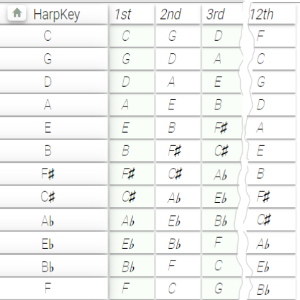 HarpKey 1st 2nd 3rd 12th
C C G D F
G G D A C
D D A E G
A A E B D
E E B F♯ A
B B F♯ C♯ E
F♯ F♯ C♯ A♭ B
C♯ C♯ A♭ E♭ F♯
A♭ A♭ E♭ B♭ C♯
E♭ E♭ B♭ F A♭
B♭ B♭ F C E♭
F F C G B♭